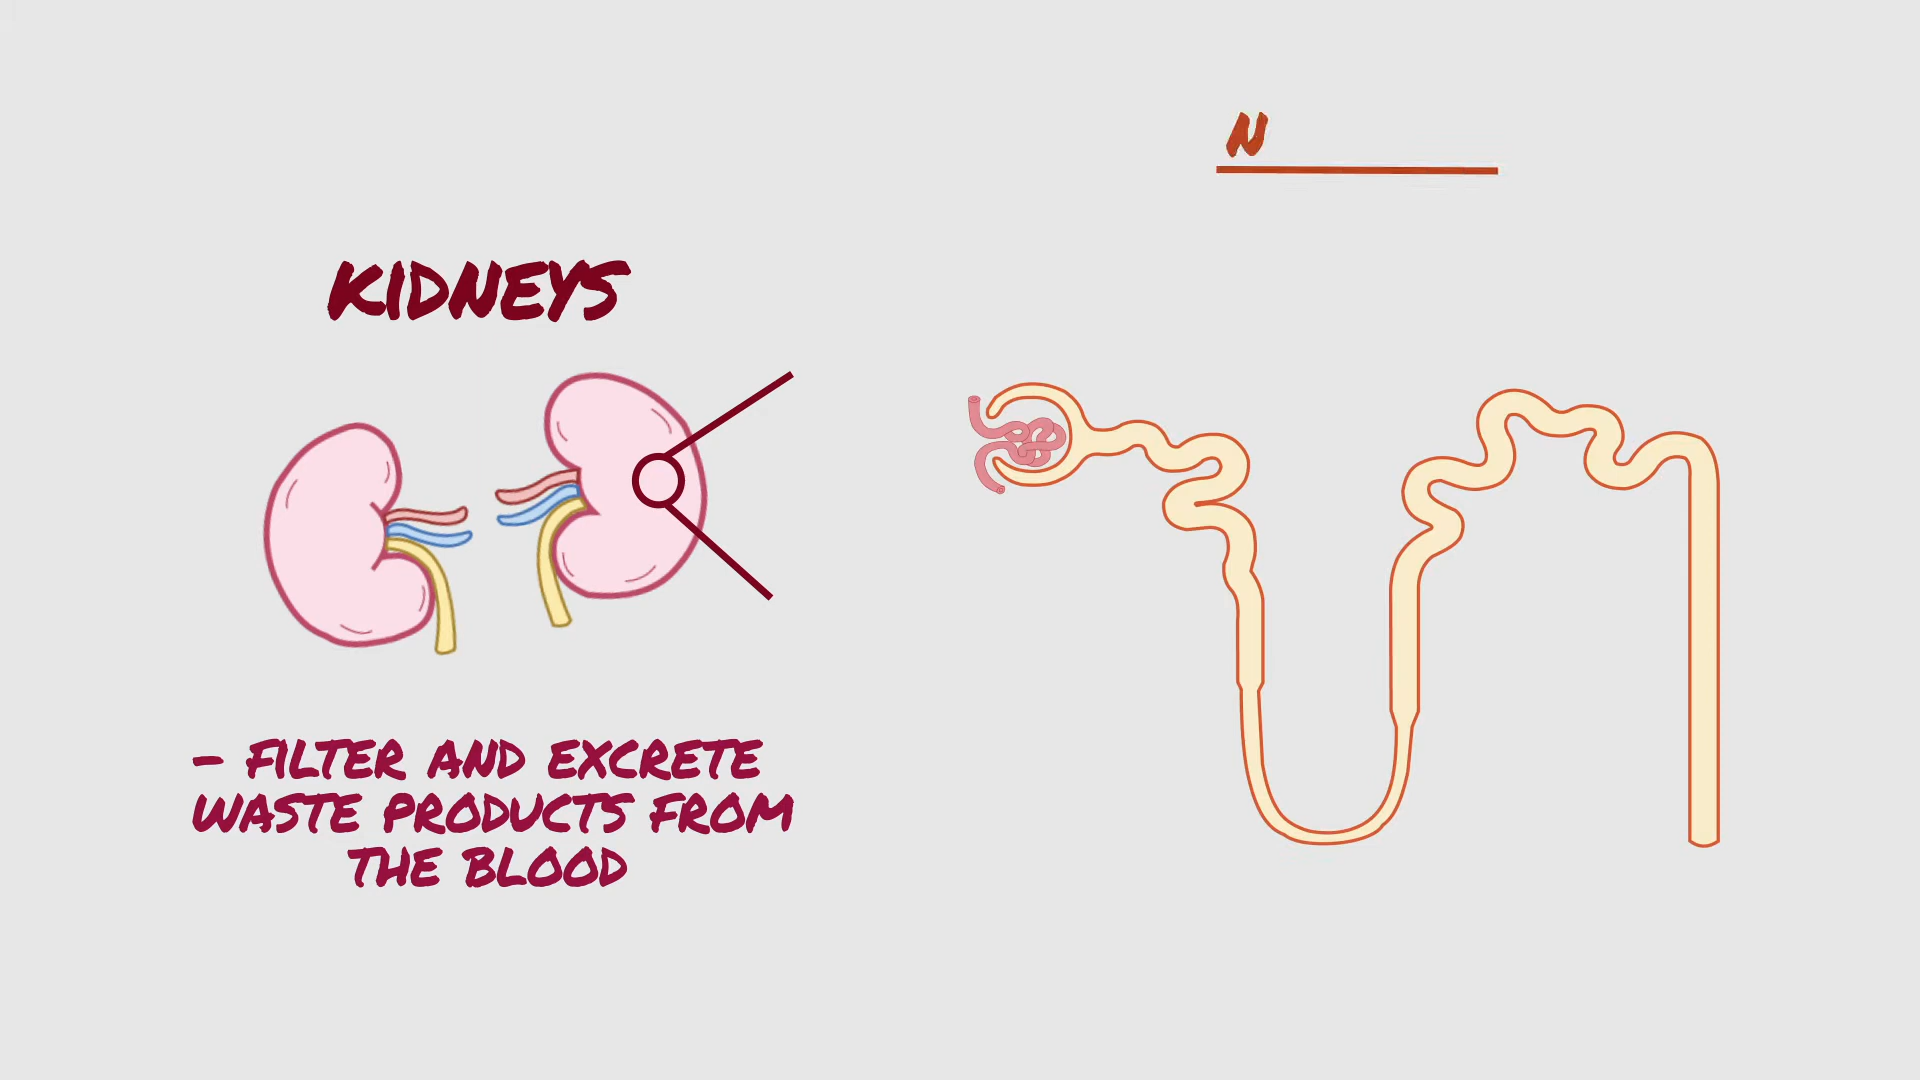 N
KIDNEYS
- FILTER AND EXCRETE
WASTE PRODUCTS FROM
THE BLOOD